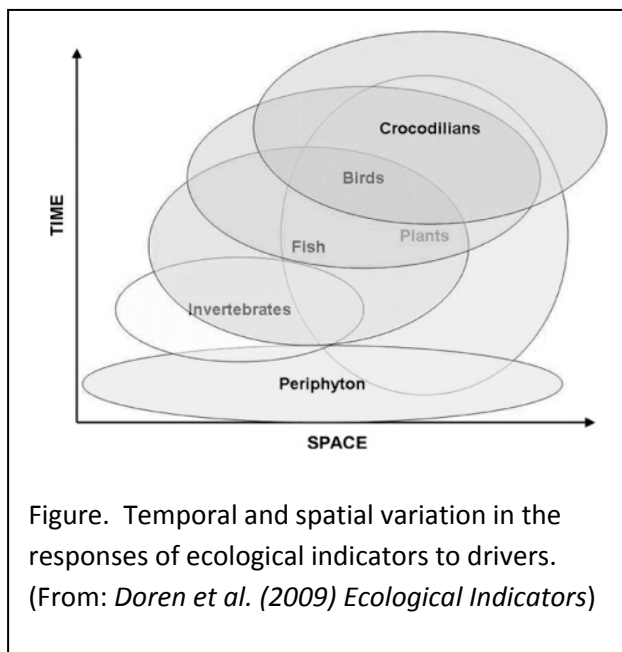 Crocodilians
Birds
Plants
Fish
Invertebrates
Periphyton
TIME
SPACE
Figure.  Temporal and spatial variation in the
responses of ecological indicators to drivers.
(From: Doren et al. (2009) Ecological Indicators)